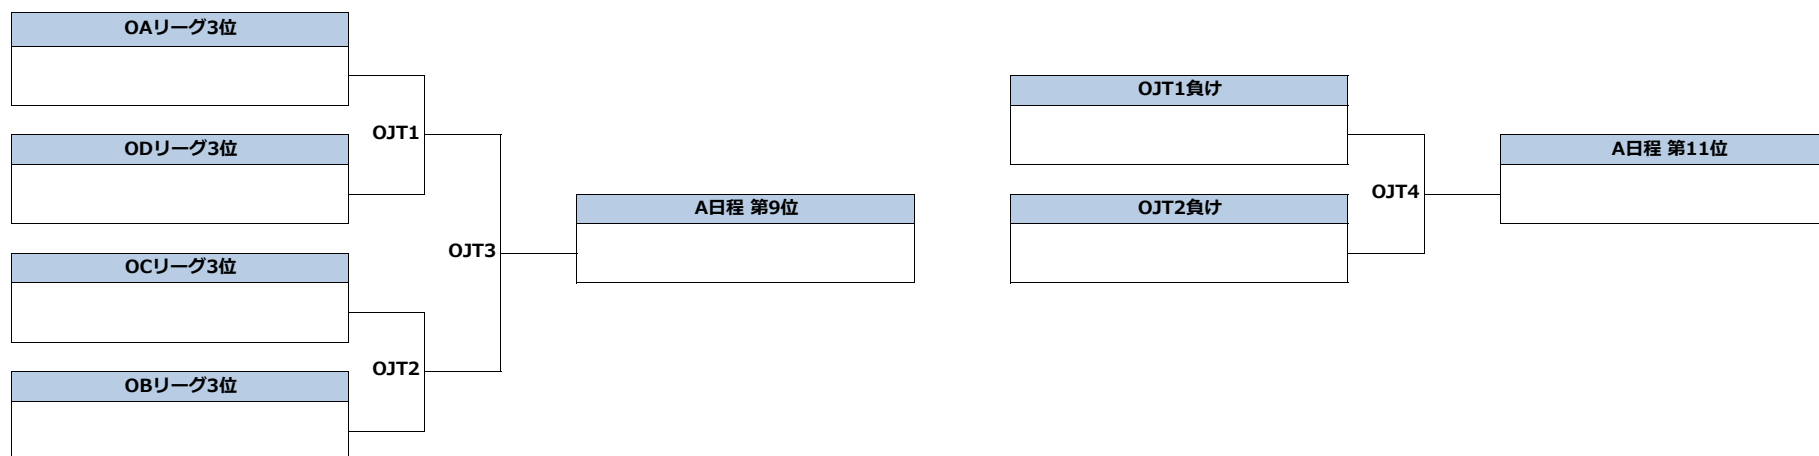 OAリーグ3位
OJT1
ODリーグ3位
OJT3
A日程 第9位
OCリーグ3位
OJT2
OBリーグ3位
OJT1負け
OJT4
OJT2負け
A日程 第11位